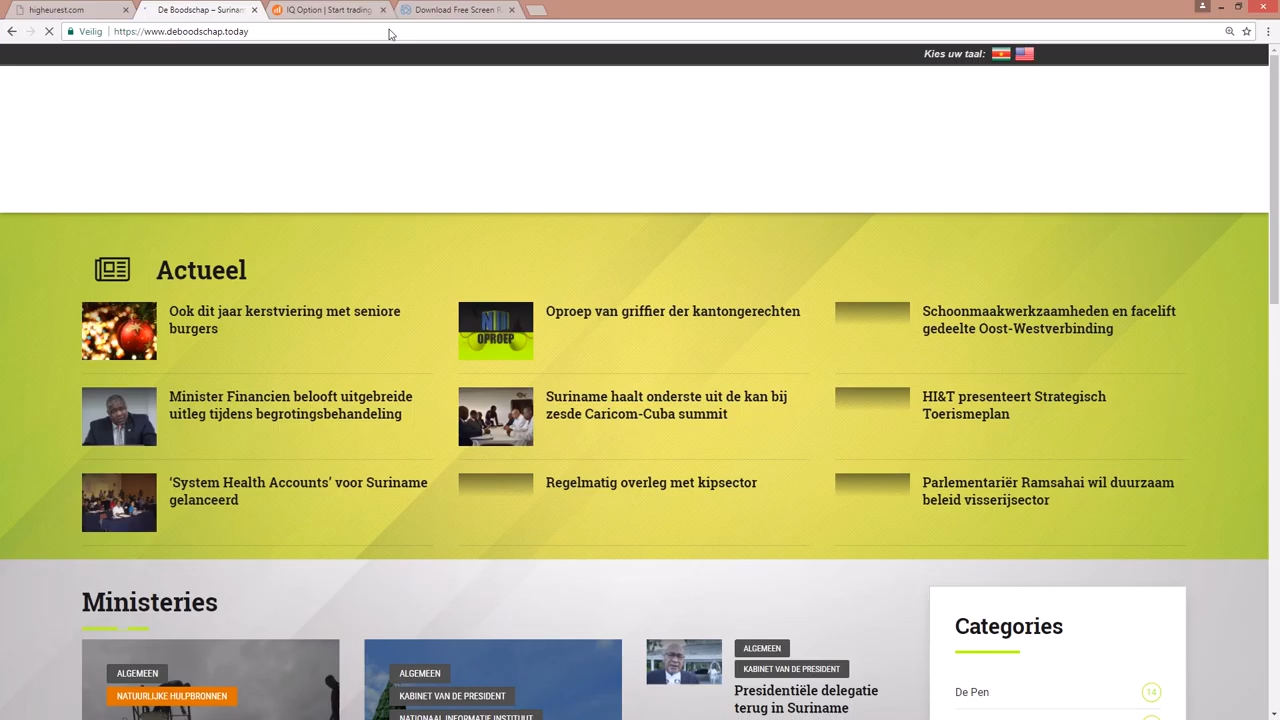 higheurest.com
De Boodschap – Surinam
IQ Option | Start trading
Download Free Screen R
Veilig
https://www.deboodschap.today
Kies uw taal:
Actueel
Ook dit jaar kerstviering met seniore
burgers
Oproep van griffier der kantongerechten
OPROEP
Schoonmaakwerkzaamheden en facelift
gedeelte Oost-Westverbinding
Minister Financien belooft uitgebreide
uitleg tijdens begrotingsbehandeling
Suriname haalt onderste uit de kan bij
zesde Caricom-Cuba summit
HI&T presenteert Strategisch
Toerismeplan
‘System Health Accounts’ voor Suriname
gelanceerd
Regelmatig overleg met kipsector
Parlementariër Ramsahai wil duurzaam
beleid visserijsector
Ministeries
ALGEMEEN
NATUURLIJKE HULPBRONNEN
ALGEMEEN
KABINET VAN DE PRESIDENT
NATIONAAL INFORMATIE INSTITUUT
ALGEMEEN
KABINET VAN DE PRESIDENT
Presidentiële delegatie
terug in Suriname
Categories
De Pen
14